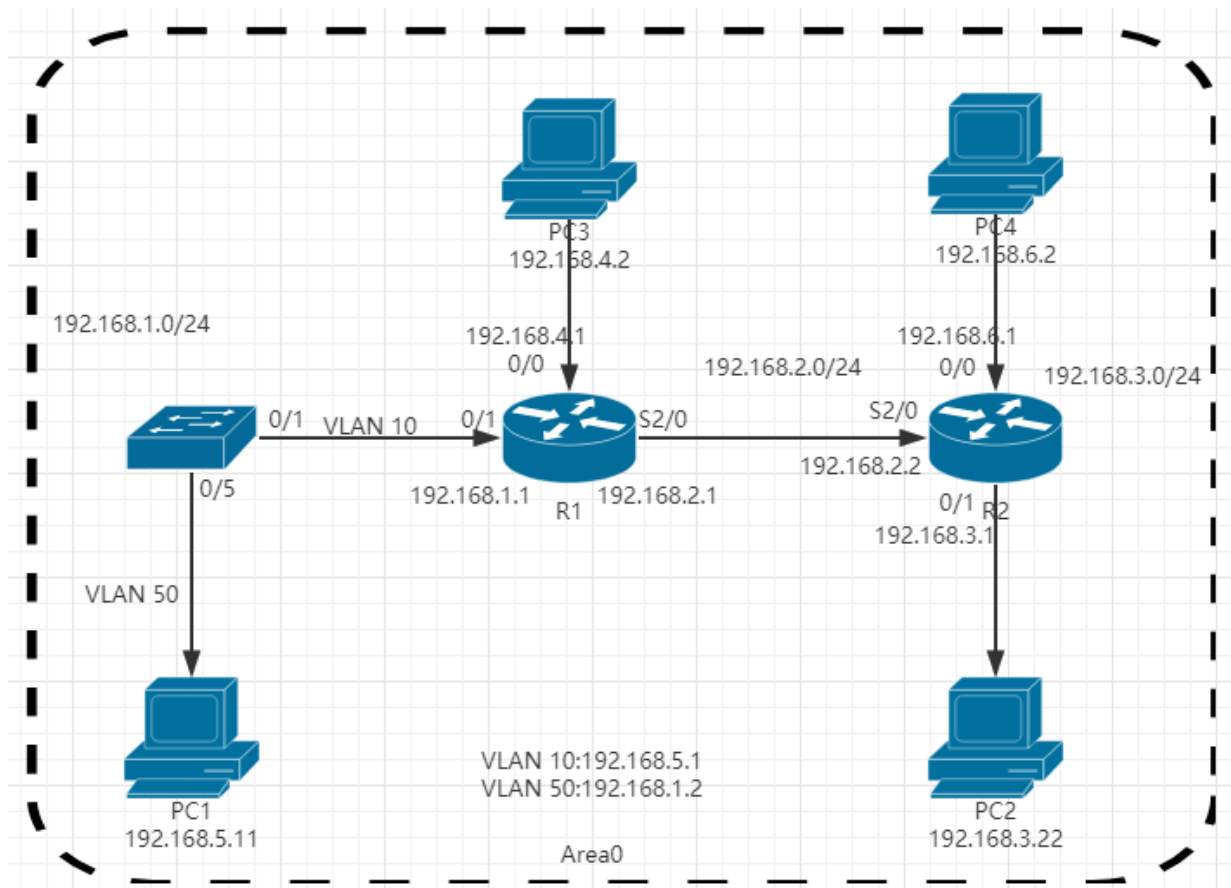 PC3
192.168.4.2
PC4
192.168.6.2
192.168.1.0/24
192.168.4.1
0/0
192.168.2.0/24
192.168.6.1
0/0
192.168.3.0/24
0/1
VLAN 10
0/1
S2/0
S2/0
192.168.2.2
0/5
192.168.1.1
192.168.2.1
R1
0/1
R2
192.168.3.1
VLAN 50
VLAN 10:192.168.5.1
VLAN 50:192.168.1.2
PC1
192.168.5.11
PC2
192.168.3.22
Area0